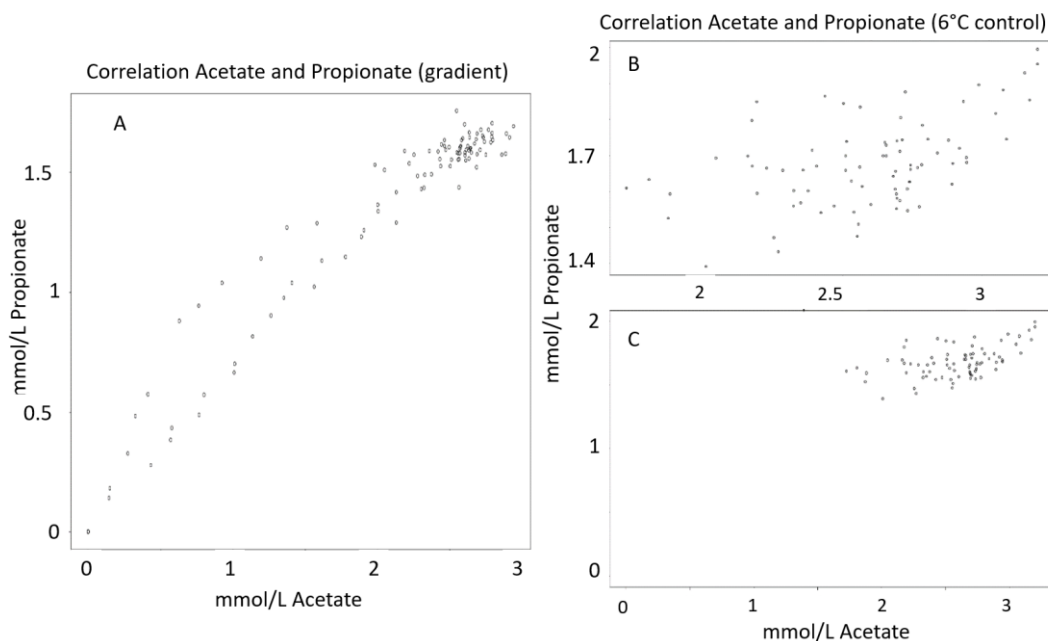 Correlation Acetate and Propionate (gradient)
A
mmol/L Propionate
1.5
1
0.5
0
0 1 2 3
mmol/L Acetate
Correlation Acetate and Propionate (6°C control)
B
mmol/L Propionate
2
1.7
1.4
2 2.5 3
C
2
1
0
0 1 2 3
mmol/L Acetate